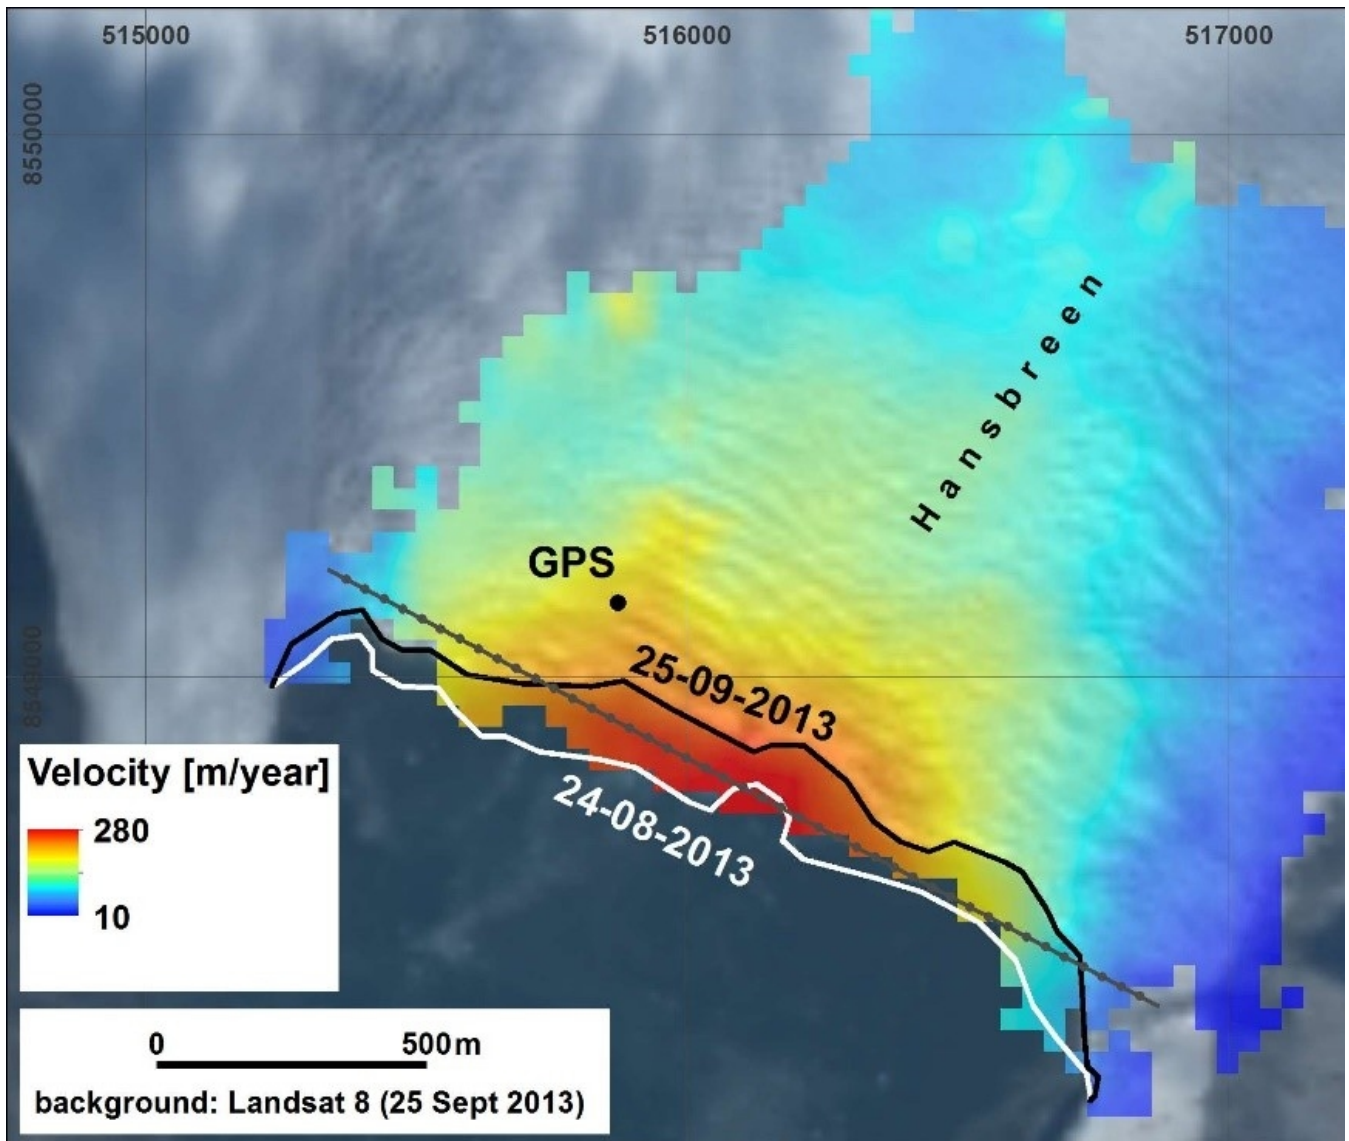 515000
516000
517000
8550000
8549000
Hansbreen
GPS
25-09-2013
24-08-2013
Velocity [m/year]
280
10
0
500m
background: Landsat 8 (25 Sept 2013)